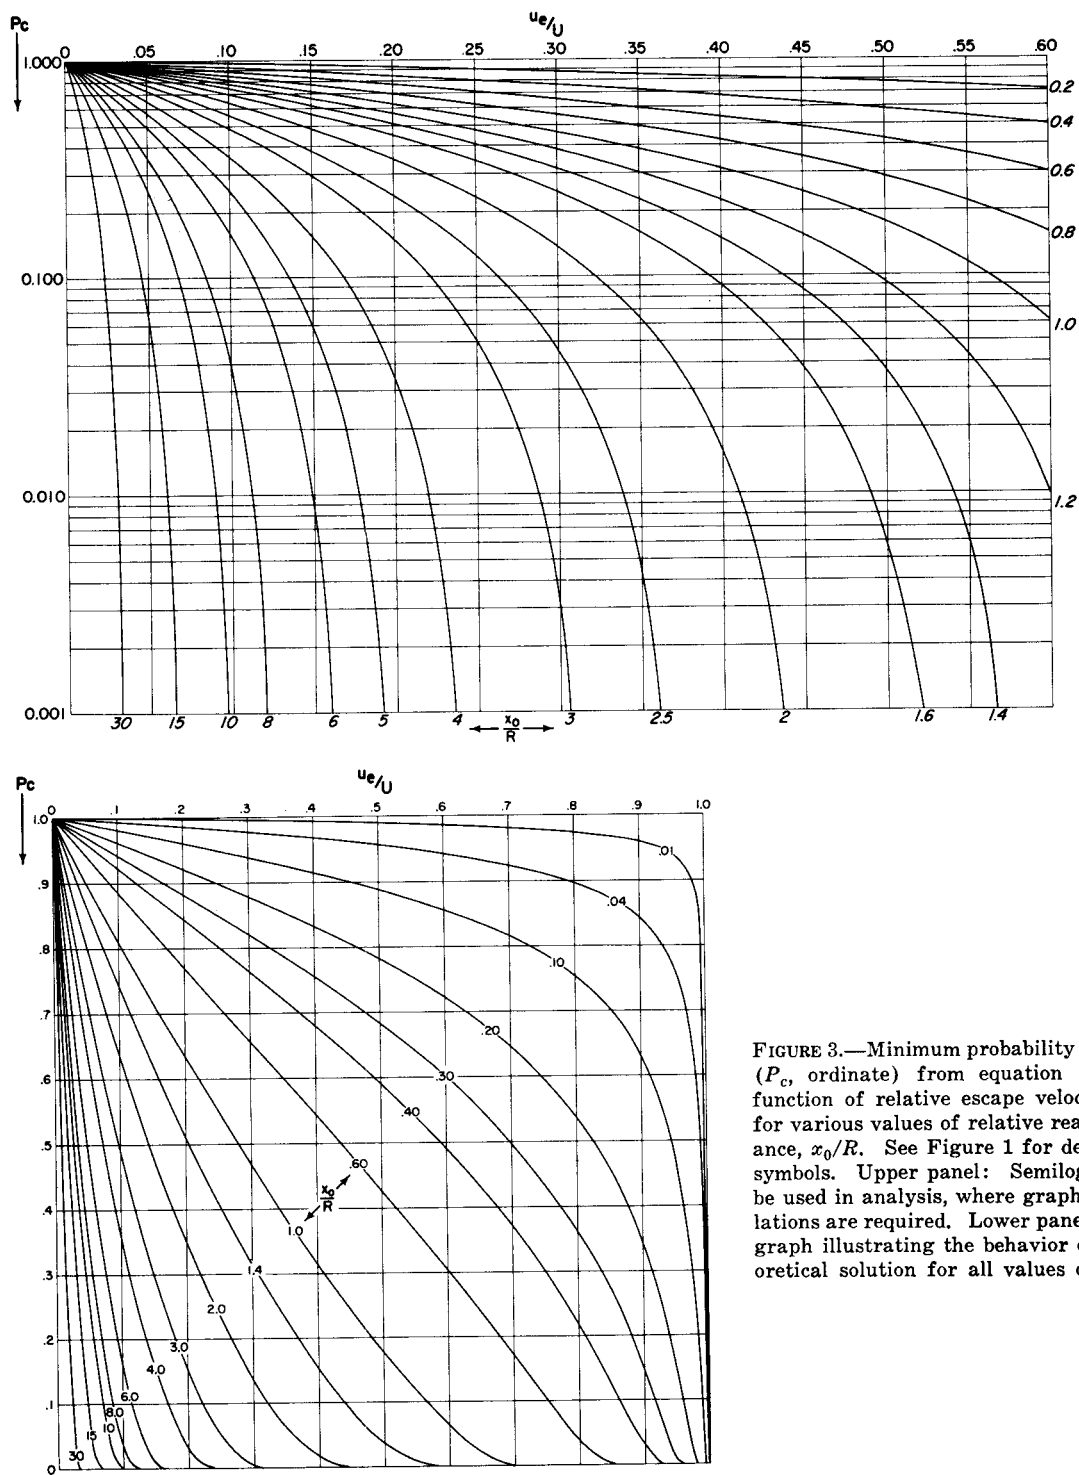 Pc
ue/U
0 .05 .10 .15 .20 .25 .30 .35 .40 .45 .50 .55 .60
1.000
0.2
0.4
0.6
0.8
0.100
1.0
0.010
1.2
0.001
30 15 10 8 6 5 4 x₀/R 3 2.5 2 1.6 1.4
Pc
ue/U
0 .1 .2 .3 .4 .5 .6 .7 .8 .9 1.0
1.0
.01
.9
.04
.8
.10
.7
.20
.6
.30
.40
.5
.60
x₀/R
.4
1.0
.3
1.4
2.0
.2
3.0
4.0
.1
6.0
8.0
10
15
30
0
FIGURE 3.—Minimum probability
(Pc, ordinate) from equation
function of relative escape veloc
for various values of relative rea
ance, x₀/R. See Figure 1 for de
symbols. Upper panel: Semilog
be used in analysis, where graph
lations are required. Lower pane
graph illustrating the behavior
oretical solution for all values